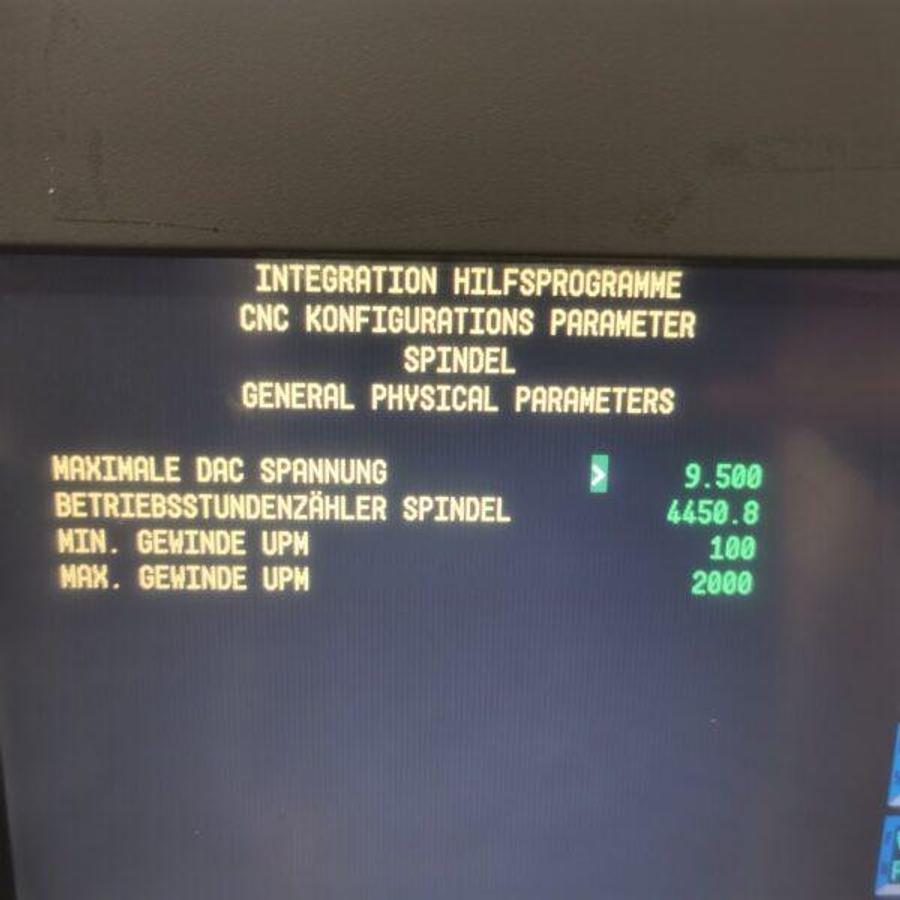 INTEGRATION HILFSPROGRAMME
CNC KONFIGURATIONS PARAMETER
SPINDEL
GENERAL PHYSICAL PARAMETERS
MAXIMALE DAC SPANNUNG > 9.500
BETRIEBSSTUNDENZÄHLER SPINDEL 4450.8
MIN. GEWINDE UPM 100
MAX. GEWINDE UPM 2000